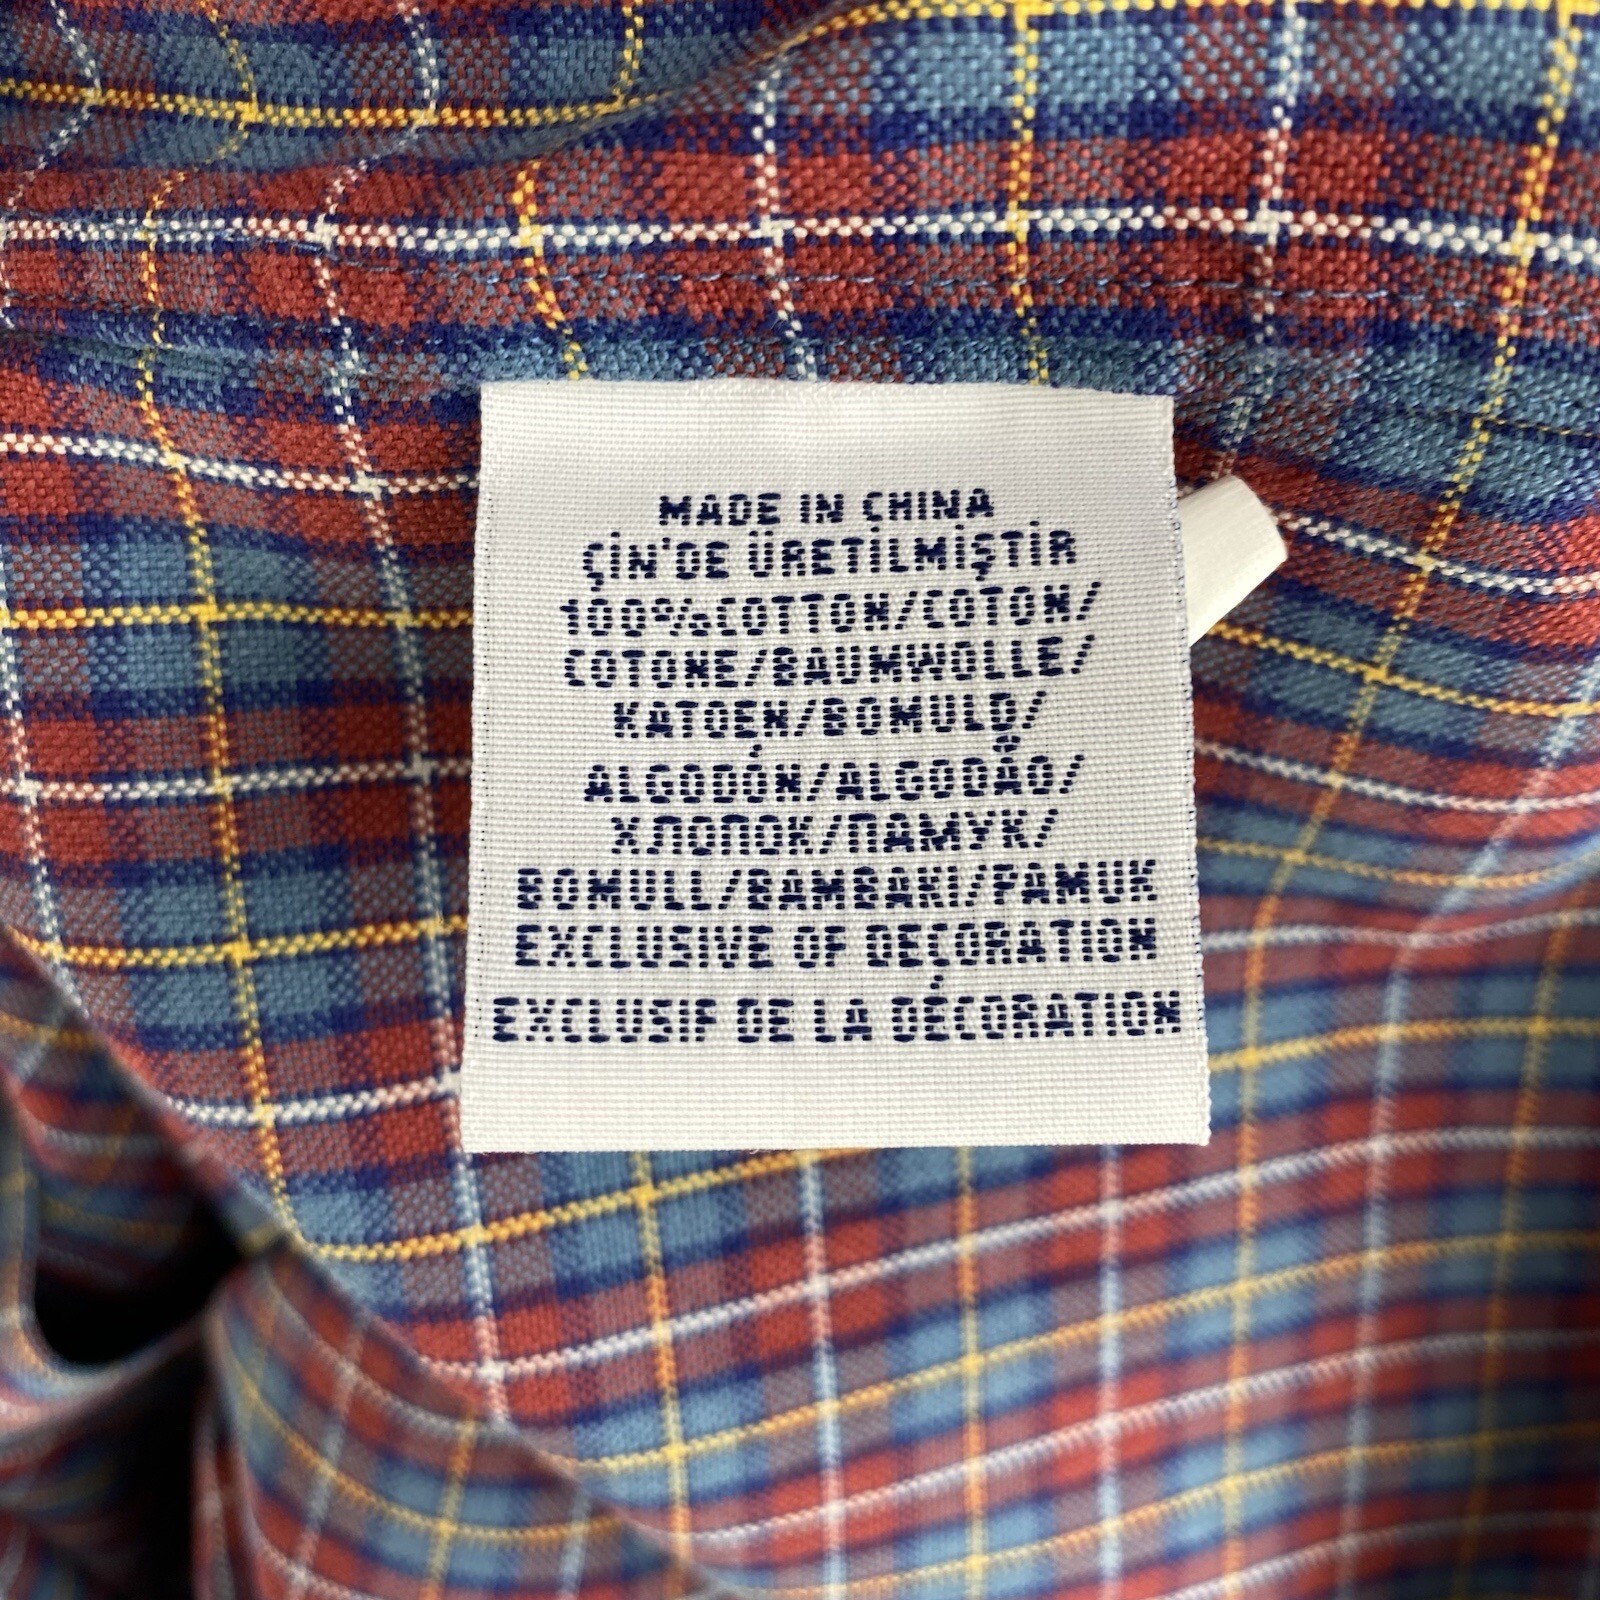 MADE IN CHINA
ÇİN'DE ÜRETİLMİŞTİR
100%COTTON/COTON/
COTONE/BAUMWOLLE/
KATOEN/BOMULD/
ALGODÓN/ALGODÃO/
ХЛОПОК/ПАМУК/
BOMULL/BAMBAKI/PAMUK
EXCLUSIVE OF DECORATION
EXCLUSIF DE LA DÉCORATION